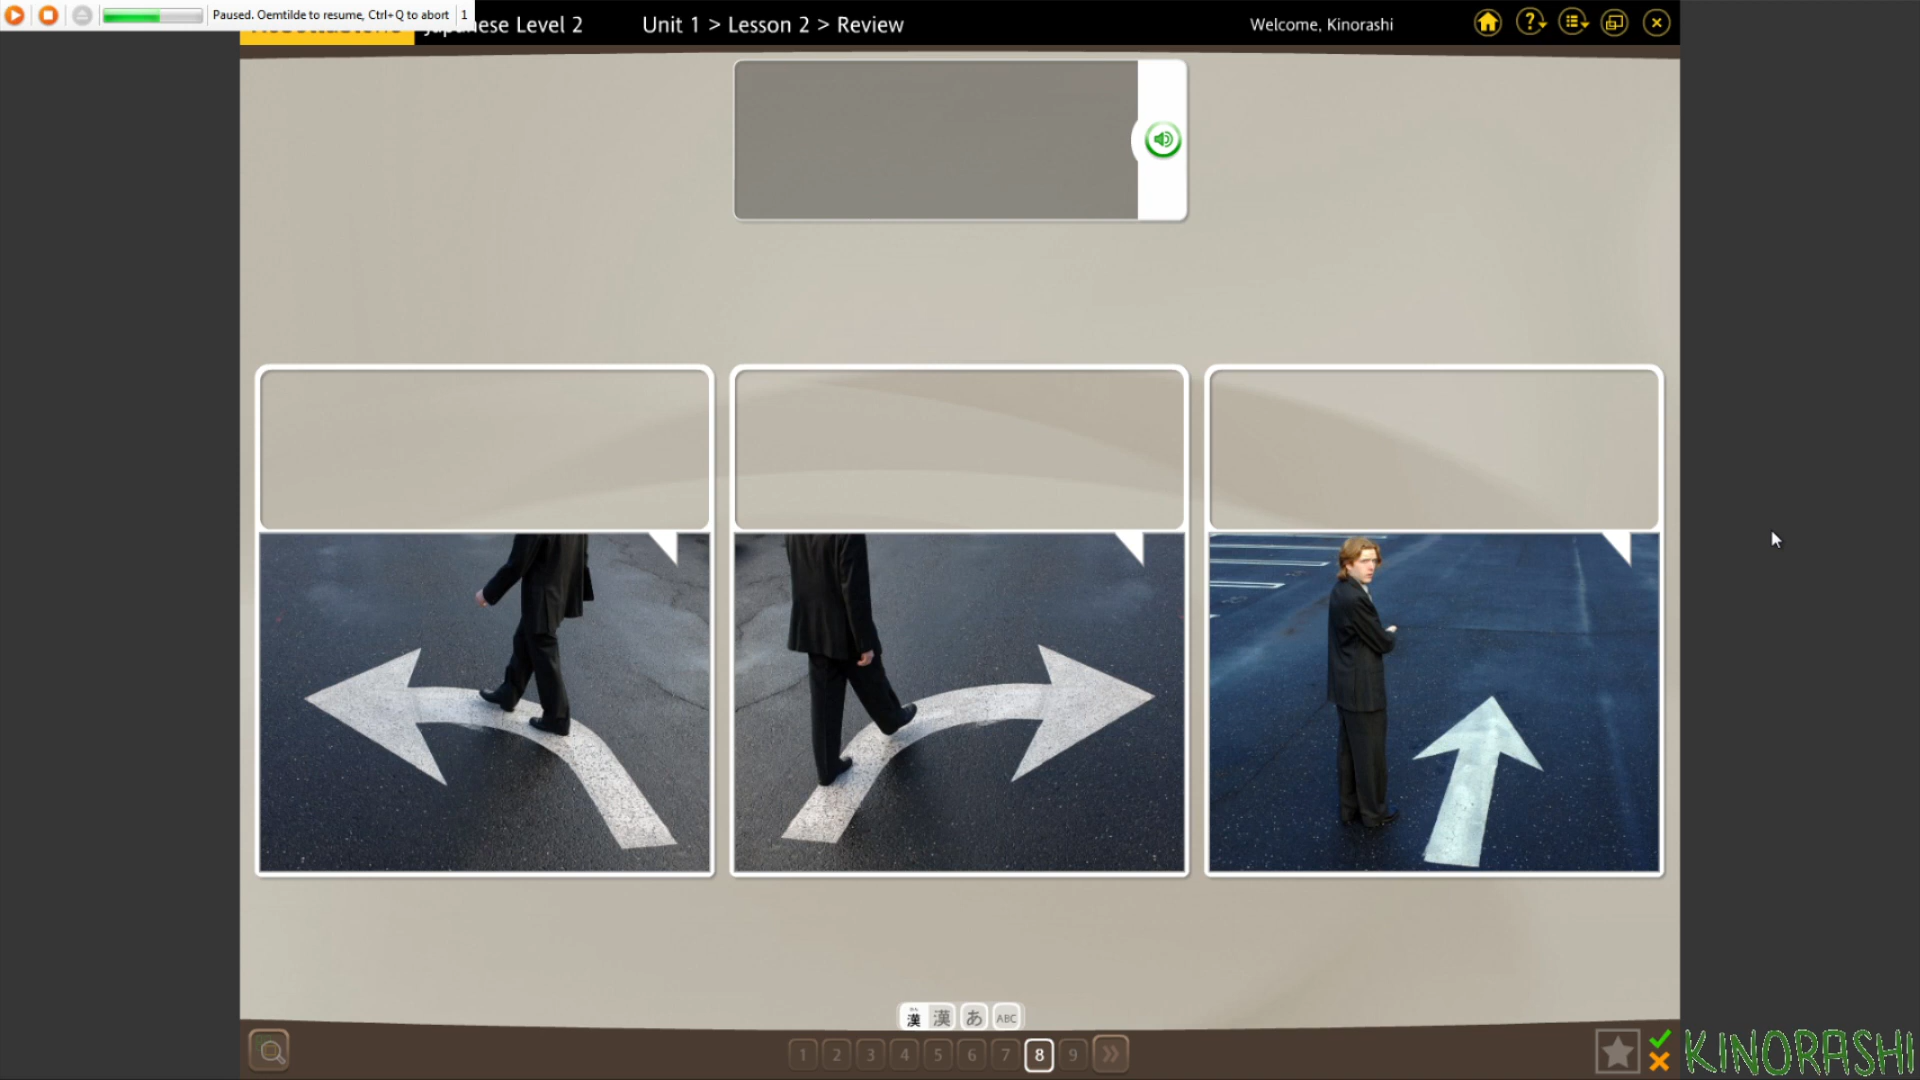 Paused. Oemtilde to resume, Ctrl+Q to abort 1
Level 2
Unit 1 > Lesson 2 > Review
Welcome, Kinorashi
漢 漢 あ ABC
1 2 3 4 5 6 7 8 9
KINORASHI